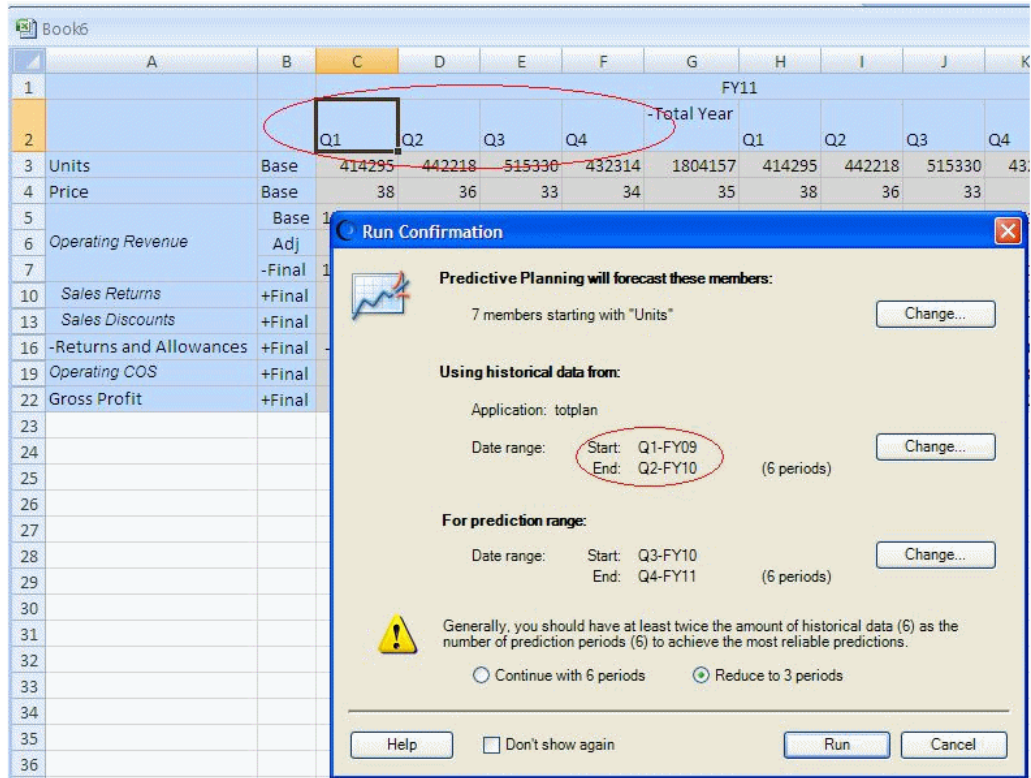 Book6
A B C D E F G H I J K
1 FY11
-Total Year
2 Q1 Q2 Q3 Q4 Q1 Q2 Q3 Q4
3 Units Base 414295 442218 515330 432314 1804157 414295 442218 515330 43
4 Price Base 38 36 33 34 35 38 36 33
5 Base 1
6 Operating Revenue Adj
7 -Final 1
10 Sales Returns +Final
13 Sales Discounts +Final
16 -Returns and Allowances +Final -
19 Operating COS +Final
22 Gross Profit +Final
23
24
25
26
27
28
29
30
31
32
33
34
35
36
Run Confirmation
Predictive Planning will forecast these members:
7 members starting with "Units"
Change...
Using historical data from:
Application: totplan
Date range: Start: Q1-FY09
End: Q2-FY10 (6 periods)
Change...
For prediction range:
Date range: Start: Q3-FY10
End: Q4-FY11 (6 periods)
Change...
Generally, you should have at least twice the amount of historical data (6) as the
number of prediction periods (6) to achieve the most reliable predictions.
Continue with 6 periods Reduce to 3 periods
Help Don't show again Run Cancel